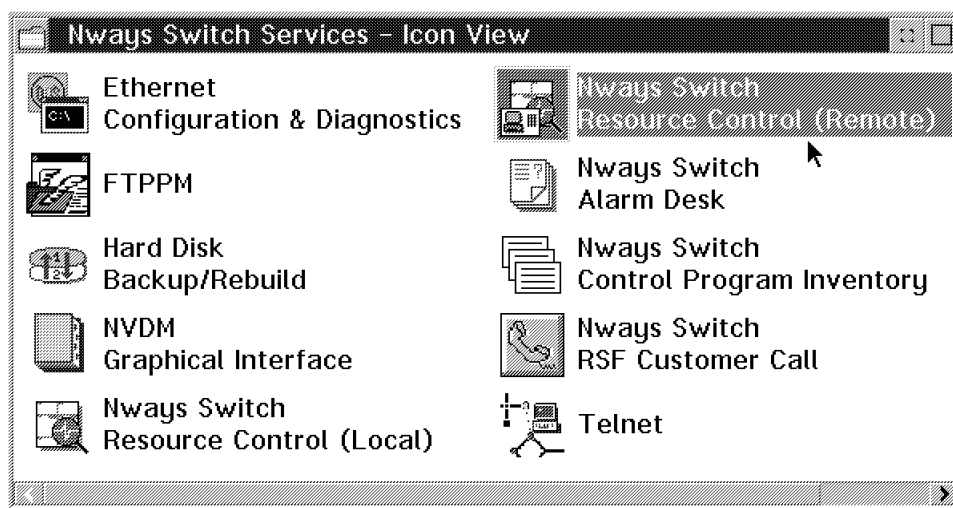 Nways Switch Services - Icon View
Ethernet
Configuration & Diagnostics
FTPPM
Hard Disk
Backup/Rebuild
NVDM
Graphical Interface
Nways Switch
Resource Control (Local)
Nways Switch
Resource Control (Remote)
Nways Switch
Alarm Desk
Nways Switch
Control Program Inventory
Nways Switch
RSF Customer Call
Telnet